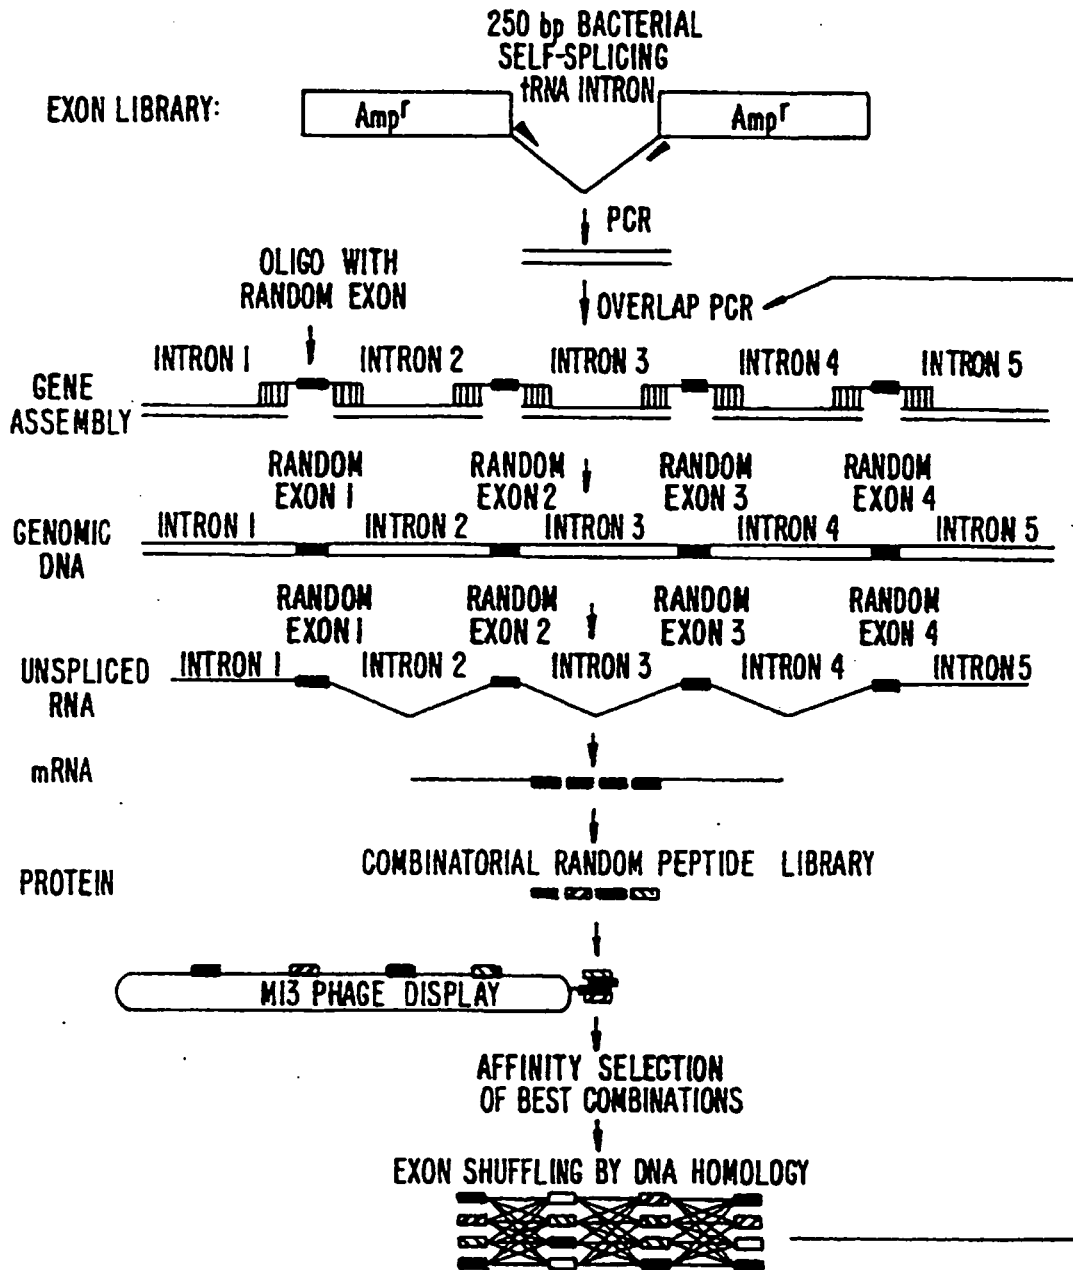 250 bp BACTERIAL
SELF-SPLICING
tRNA INTRON
EXON LIBRARY:
Ampr
Ampr
PCR
OLIGO WITH
RANDOM EXON
OVERLAP PCR
INTRON 1
INTRON 2
INTRON 3
INTRON 4
INTRON 5
GENE
ASSEMBLY
RANDOM
EXON 1
RANDOM
EXON 2
RANDOM
EXON 3
RANDOM
EXON 4
GENOMIC
DNA
INTRON 1
INTRON 2
INTRON 3
INTRON 4
INTRON 5
RANDOM
EXON 1
RANDOM
EXON 2
RANDOM
EXON 3
RANDOM
EXON 4
UNSPLICED
RNA
INTRON 1
INTRON 2
INTRON 3
INTRON 4
INTRON 5
mRNA
COMBINATORIAL RANDOM PEPTIDE LIBRARY
PROTEIN
M13 PHAGE DISPLAY
AFFINITY SELECTION
OF BEST COMBINATIONS
EXON SHUFFLING BY DNA HOMOLOGY